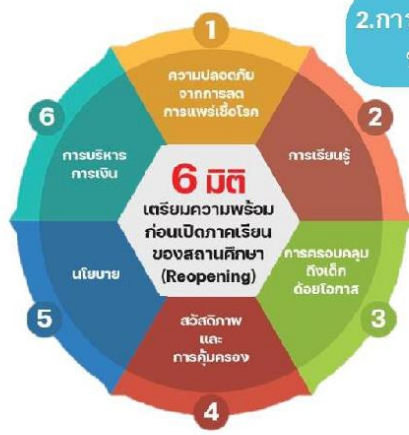 1
ความปลอดภัย
จากการลด
การแพร่เชื้อโรค
2
การเรียนรู้
3
การครอบคลุม
ถึงเด็ก
ด้อยโอกาส
4
สวัสดิภาพ
และ
การคุ้มครอง
5
นโยบาย
6
การบริหาร
การเงิน
6 มิติ
เตรียมความพร้อม
ก่อนเปิดภาคเรียน
ของสถานศึกษา
(Reopening)
2.การ